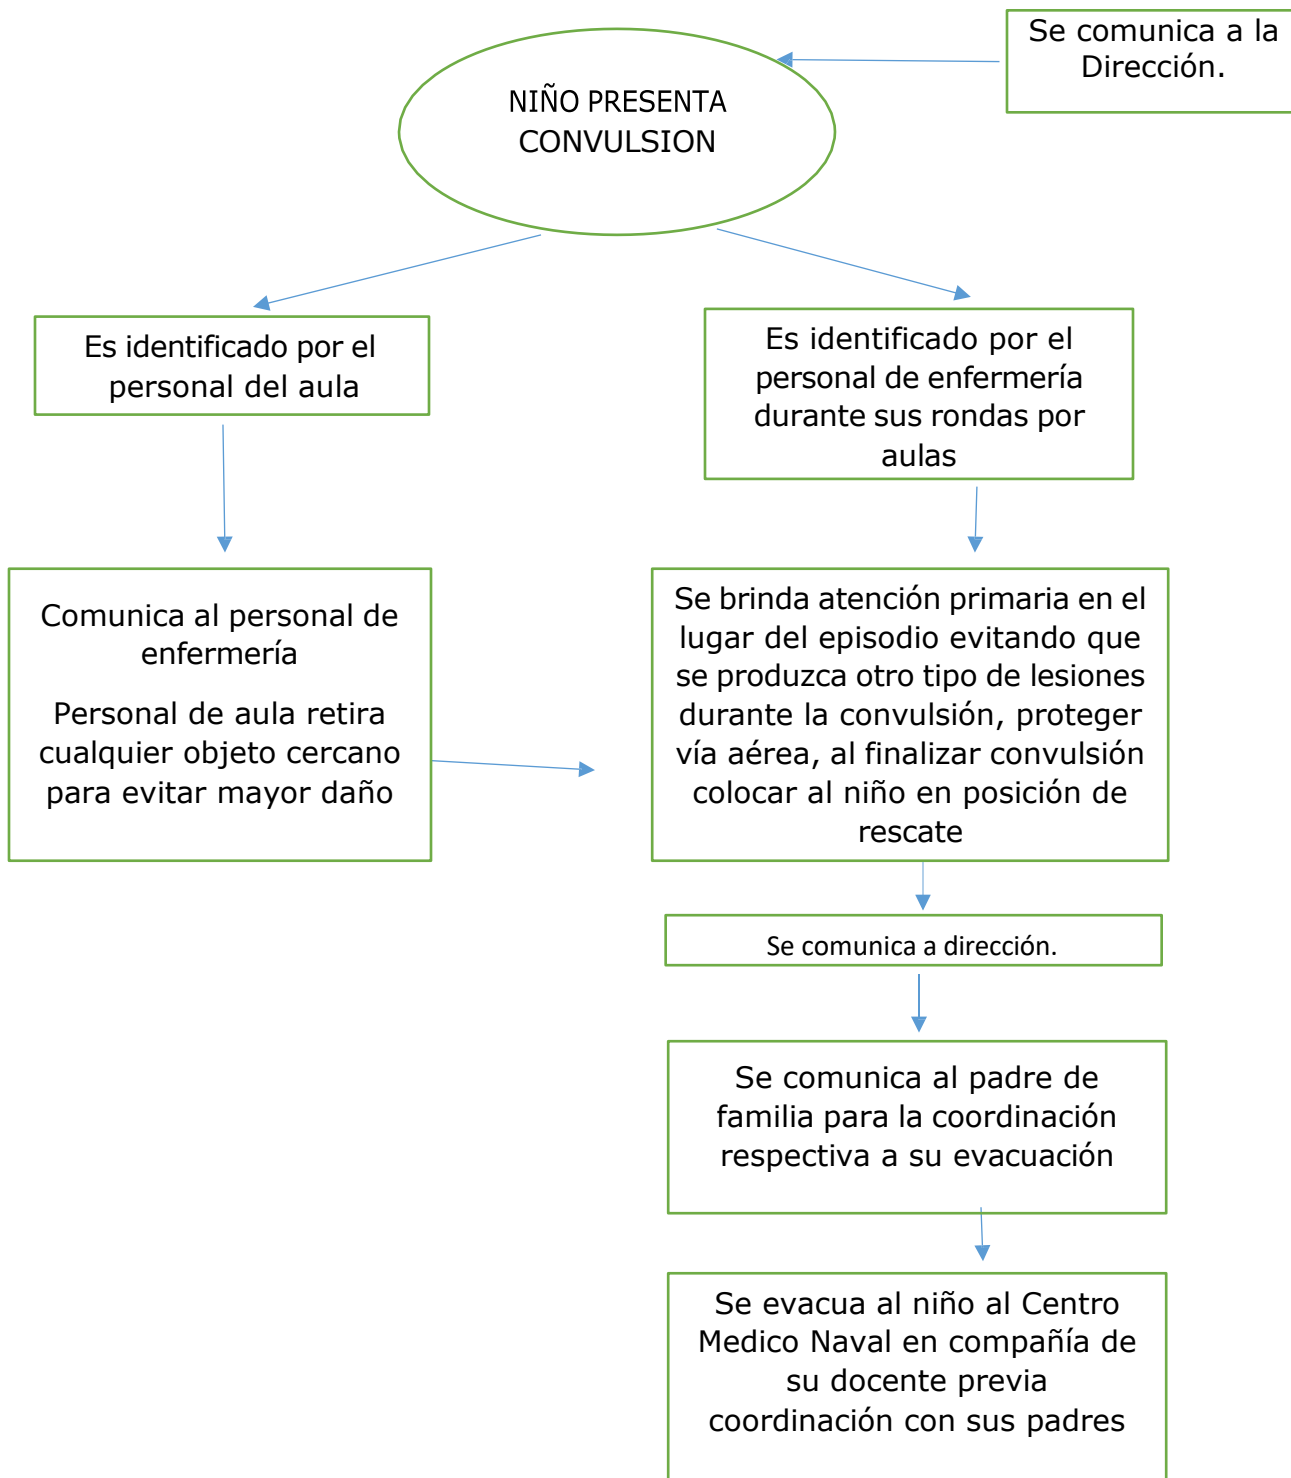 Se comunica a la
Dirección.
NIÑO PRESENTA
CONVULSION
Es identificado por el
personal del aula
Es identificado por el
personal de enfermería
durante sus rondas por
aulas
Comunica al personal de
enfermería
Personal de aula retira
cualquier objeto cercano
para evitar mayor daño
Se brinda atención primaria en el
lugar del episodio evitando que
se produzca otro tipo de lesiones
durante la convulsión, proteger
vía aérea, al finalizar convulsión
colocar al niño en posición de
rescate
Se comunica a dirección.
Se comunica al padre de
familia para la coordinación
respectiva a su evacuación
Se evacua al niño al Centro
Medico Naval en compañía de
su docente previa
coordinación con sus padres